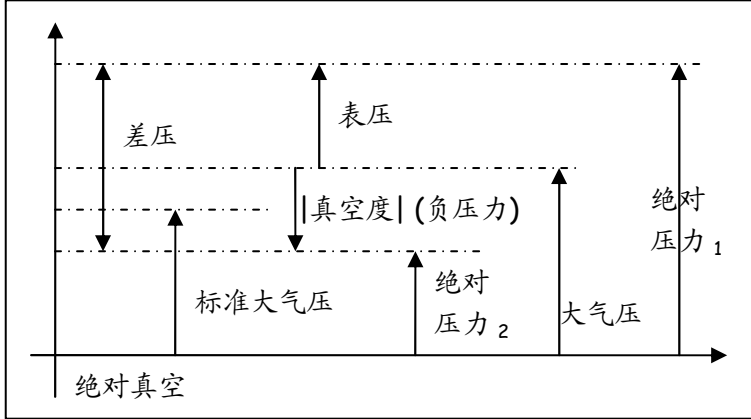 表压
差压
|真空度| (负压力)
绝对
压力 1
标准大气压
绝对
压力 2
大气压
绝对真空